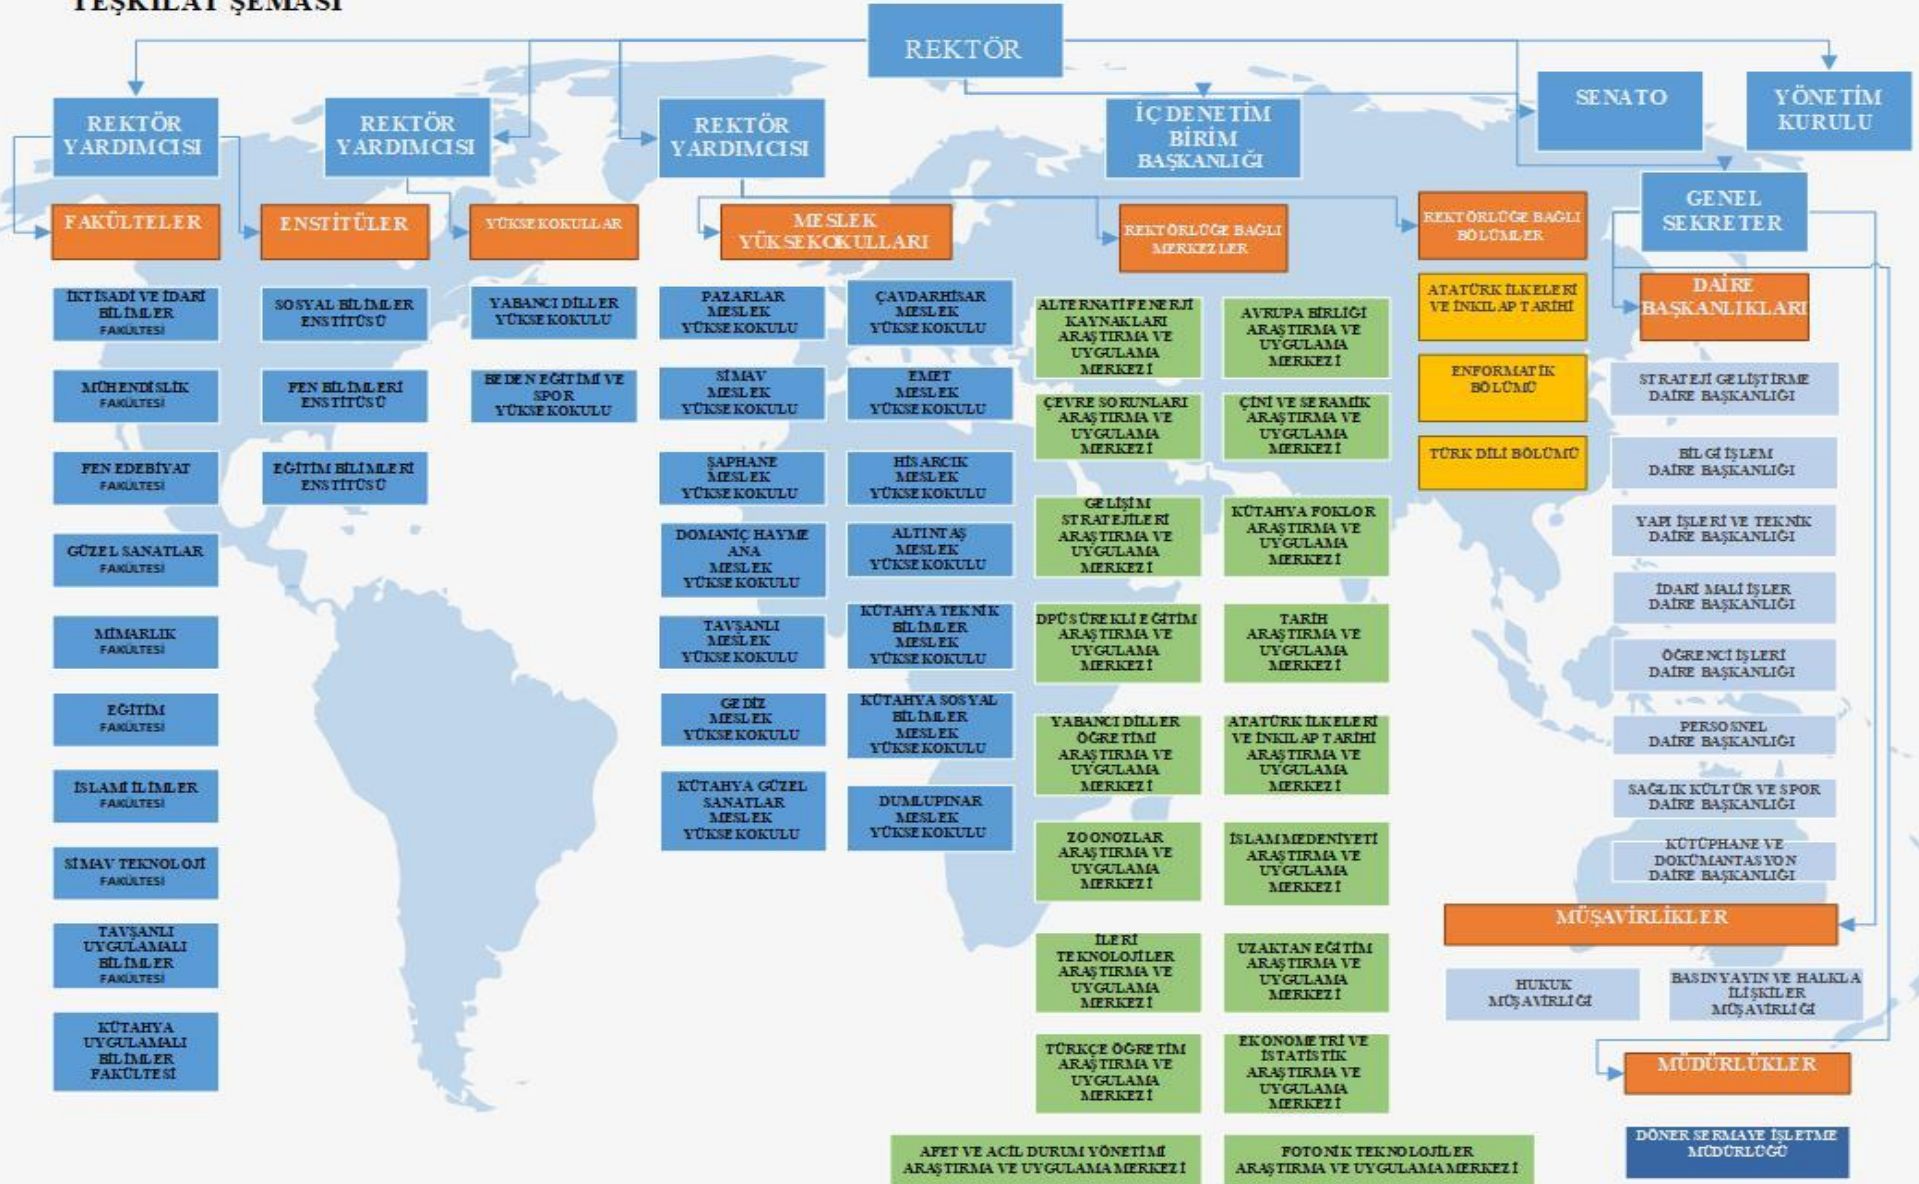 TEŞKİLAT ŞEMASI
REKTÖR
REKTÖR
YARDIMCISI
REKTÖR
YARDIMCISI
REKTÖR
YARDIMCISI
İÇ DENETİM
BİRİM
BAŞKANLIĞI
SENATO
YÖNETİM
KURULU
GENEL
SEKRETER
FAKÜLTELER
İKTİSADİ VE İDARİ
BİLİMLER
FAKÜLTESİ
MÜHENDİSLİK
FAKÜLTESİ
FEN EDEBİYAT
FAKÜLTESİ
GÜZEL SANATLAR
FAKÜLTESİ
MİMARLIK
FAKÜLTESİ
EĞİTİM
FAKÜLTESİ
İSLAMİ İLİMLER
FAKÜLTESİ
SİMAV TEKNOLOJİ
FAKÜLTESİ
TAVŞANLI
UYGULAMALI
BİLİMLER
FAKÜLTESİ
KÜTAHYA
UYGULAMALI
BİLİMLER
FAKÜLTESİ
ENSTİTÜLER
SOSYAL BİLİMLER
ENSTİTÜSÜ
FEN BİLİMLERİ
ENSTİTÜSÜ
EĞİTİM BİLİMLERİ
ENSTİTÜSÜ
YÜKSEKOKULLAR
YABANCI DİLLER
YÜKSEKOKULU
BEDEN EĞİTİMİ VE
SPOR
YÜKSEKOKULU
MESLEK
YÜKSEKOKULLARI
PAZARLAR
MESLEK
YÜKSEKOKULU
SİMAV
MESLEK
YÜKSEKOKULU
ŞAPHANE
MESLEK
YÜKSEKOKULU
DOMANİÇ HAYME
ANA
MESLEK
YÜKSEKOKULU
TAVŞANLI
MESLEK
YÜKSEKOKULU
GEDİZ
MESLEK
YÜKSEKOKULU
KÜTAHYA GÜZEL
SANATLAR
MESLEK
YÜKSEKOKULU
ÇAVDARHİSAR
MESLEK
YÜKSEKOKULU
EMET
MESLEK
YÜKSEKOKULU
HİSARCIK
MESLEK
YÜKSEKOKULU
ALTINTAŞ
MESLEK
YÜKSEKOKULU
KÜTAHYA TEKNİK
BİLİMLER
MESLEK
YÜKSEKOKULU
KÜTAHYA SOSYAL
BİLİMLER
MESLEK
YÜKSEKOKULU
DUMLUPINAR
MESLEK
YÜKSEKOKULU
REKTÖRLÜĞE BAĞLI
MERKEZLER
ALTERNATİF ENERJİ
KAYNAKLARI
ARAŞTIRMA VE
UYGULAMA
MERKEZİ
ÇEVRE SORUNLARI
ARAŞTIRMA VE
UYGULAMA
MERKEZİ
GELİŞİM
STRATEJİLERİ
ARAŞTIRMA VE
UYGULAMA
MERKEZİ
DPÜ SÜREKLİ EĞİTİM
ARAŞTIRMA VE
UYGULAMA
MERKEZİ
YABANCI DİLLER
ÖĞRETİMİ
ARAŞTIRMA VE
UYGULAMA
MERKEZİ
ZOONOZLAR
ARAŞTIRMA VE
UYGULAMA
MERKEZİ
İLERİ
TEKNOLOJİLER
ARAŞTIRMA VE
UYGULAMA
MERKEZİ
TÜRKÇE ÖĞRETİM
ARAŞTIRMA VE
UYGULAMA
MERKEZİ
AFET VE ACİL DURUM YÖNETİMİ
ARAŞTIRMA VE UYGULAMA MERKEZİ
AVRUPA BİRLİĞİ
ARAŞTIRMA VE
UYGULAMA
MERKEZİ
ÇİNİ VE SERAMİK
ARAŞTIRMA VE
UYGULAMA
MERKEZİ
KÜTAHYA FOKLOR
ARAŞTIRMA VE
UYGULAMA
MERKEZİ
TARİH
ARAŞTIRMA VE
UYGULAMA
MERKEZİ
ATATÜRK İLKELERİ
VE İNKILAP TARİHİ
ARAŞTIRMA VE
UYGULAMA
MERKEZİ
İSLAM MEDENİYETİ
ARAŞTIRMA VE
UYGULAMA
MERKEZİ
UZAKTAN EĞİTİM
ARAŞTIRMA VE
UYGULAMA
MERKEZİ
EKONOMETRİ VE
İSTATİSTİK
ARAŞTIRMA VE
UYGULAMA
MERKEZİ
FOTONİK TEKNOLOJİLER
ARAŞTIRMA VE UYGULAMA MERKEZİ
REKTÖRLÜĞE BAĞLI
BÖLÜMLER
ATATÜRK İLKELERİ
VE İNKILAP TARİHİ
ENFORMATİK
BÖLÜMÜ
TÜRK DİLİ BÖLÜMÜ
DAİRE
BAŞKANLIKLARI
STRATEJİ GELİŞTİRME
DAİRE BAŞKANLIĞI
BİLGİ İŞLEM
DAİRE BAŞKANLIĞI
YAPI İŞLERİ VE TEKNİK
DAİRE BAŞKANLIĞI
İDARİ MALİ İŞLER
DAİRE BAŞKANLIĞI
ÖĞRENCİ İŞLERİ
DAİRE BAŞKANLIĞI
PERSOSNEL
DAİRE BAŞKANLIĞI
SAĞLIK KÜLTÜR VE SPOR
DAİRE BAŞKANLIĞI
KÜTÜPHANE VE
DOKÜMANTASYON
DAİRE BAŞKANLIĞI
MÜŞAVİRLİKLER
HUKUK
MÜŞAVİRLİĞİ
BASIN YAYIN VE HALKLA
İLİŞKİLER
MÜŞAVİRLİĞİ
MÜDÜRLÜKLER
DÖNER SERMAYE İŞLETME
MÜDÜRLÜĞÜ